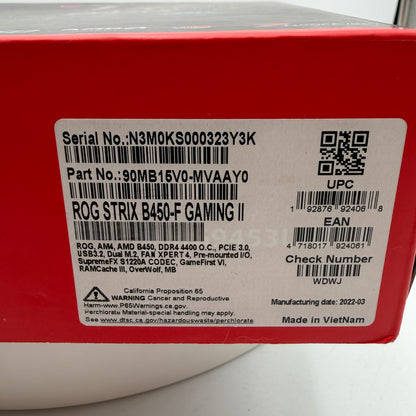 Serial No.:N3M0KS000323Y3K
Part No.:90MB15V0-MVAAY0
ROG STRIX B450-F GAMING II
ROG, AM4, AMD B450, DDR4 4400 O.C., PCIE 3.0,
USB3.2, Dual M.2, FAN XPERT 4, Pre-mounted I/O,
SupremeFX S1220A CODEC, GameFirst VI,
RAMCache III, OverWolf, MB
California Proposition 65
WARNING Cancer and Reproductive
Harm-www.P65Warnings.ca.gov.
Perchlorate Material-special handling may apply.
See www.dtsc.ca.gov/hazardouswaste/perchlorate
UPC
1 92876 92406 8
EAN
4 718017 924061
Check Number
WDWJ
Manufacturing date: 2022-03
Made in VietNam